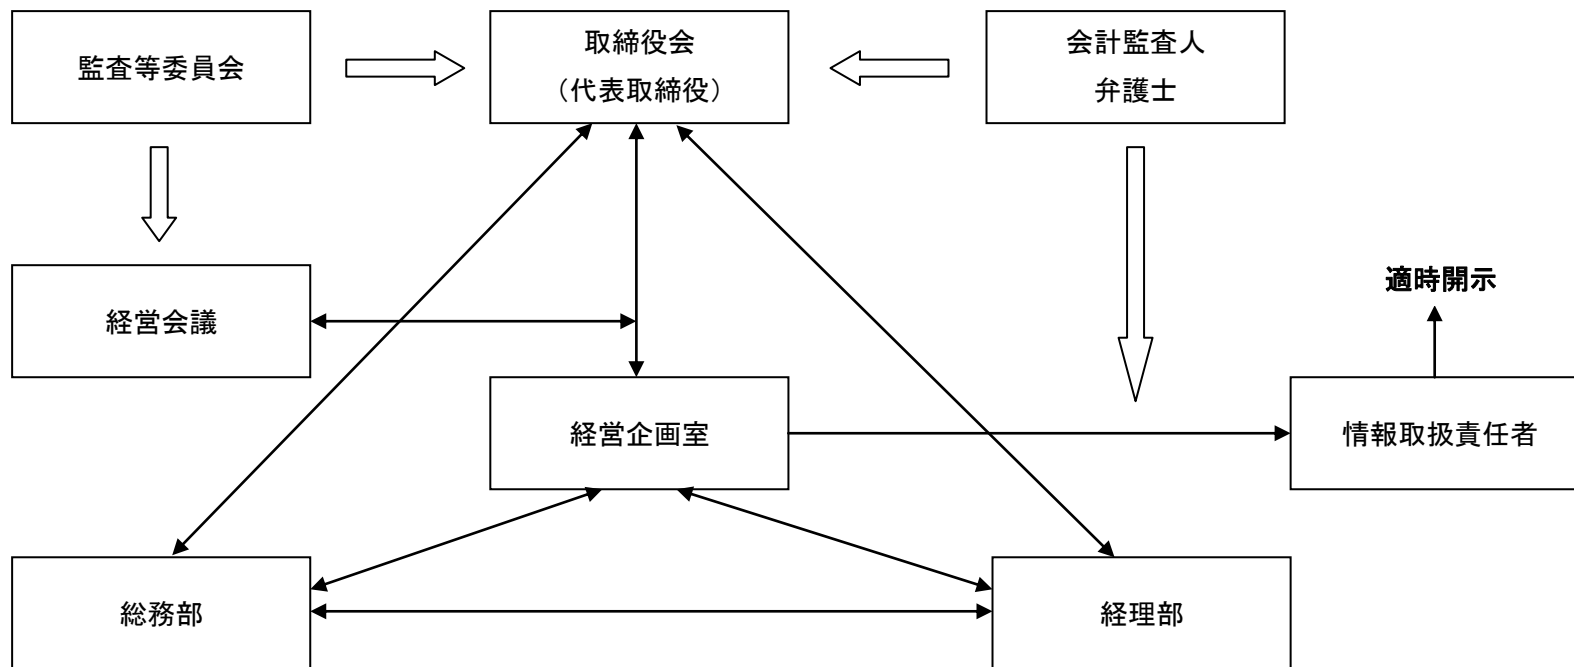 監査等委員会
取締役会
（代表取締役）
会計監査人
弁護士
経営会議
適時開示
経営企画室
情報取扱責任者
総務部
経理部